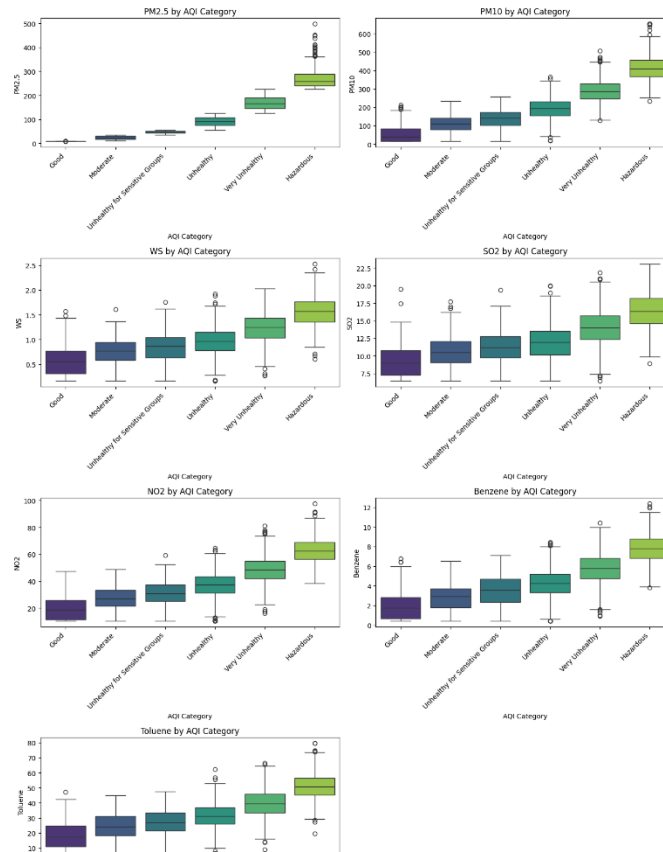 PM2.5 by AQI Category
PM2.5
500
400
300
200
100
0
Good
Moderate
Unhealthy for Sensitive Groups
Unhealthy
Very Unhealthy
Hazardous
AQI Category
PM10 by AQI Category
PM10
600
500
400
300
200
100
0
Good
Moderate
Unhealthy for Sensitive Groups
Unhealthy
Very Unhealthy
Hazardous
AQI Category
WS by AQI Category
WS
2.5
2.0
1.5
1.0
0.5
Good
Moderate
Unhealthy for Sensitive Groups
Unhealthy
Very Unhealthy
Hazardous
AQI Category
SO2 by AQI Category
SO2
22.5
20.0
17.5
15.0
12.5
10.0
7.5
Good
Moderate
Unhealthy for Sensitive Groups
Unhealthy
Very Unhealthy
Hazardous
AQI Category
NO2 by AQI Category
NO2
100
80
60
40
20
Good
Moderate
Unhealthy for Sensitive Groups
Unhealthy
Very Unhealthy
Hazardous
AQI Category
Benzene by AQI Category
Benzene
12
10
8
6
4
2
0
Good
Moderate
Unhealthy for Sensitive Groups
Unhealthy
Very Unhealthy
Hazardous
AQI Category
Toluene by AQI Category
Toluene
80
70
60
50
40
30
20
10